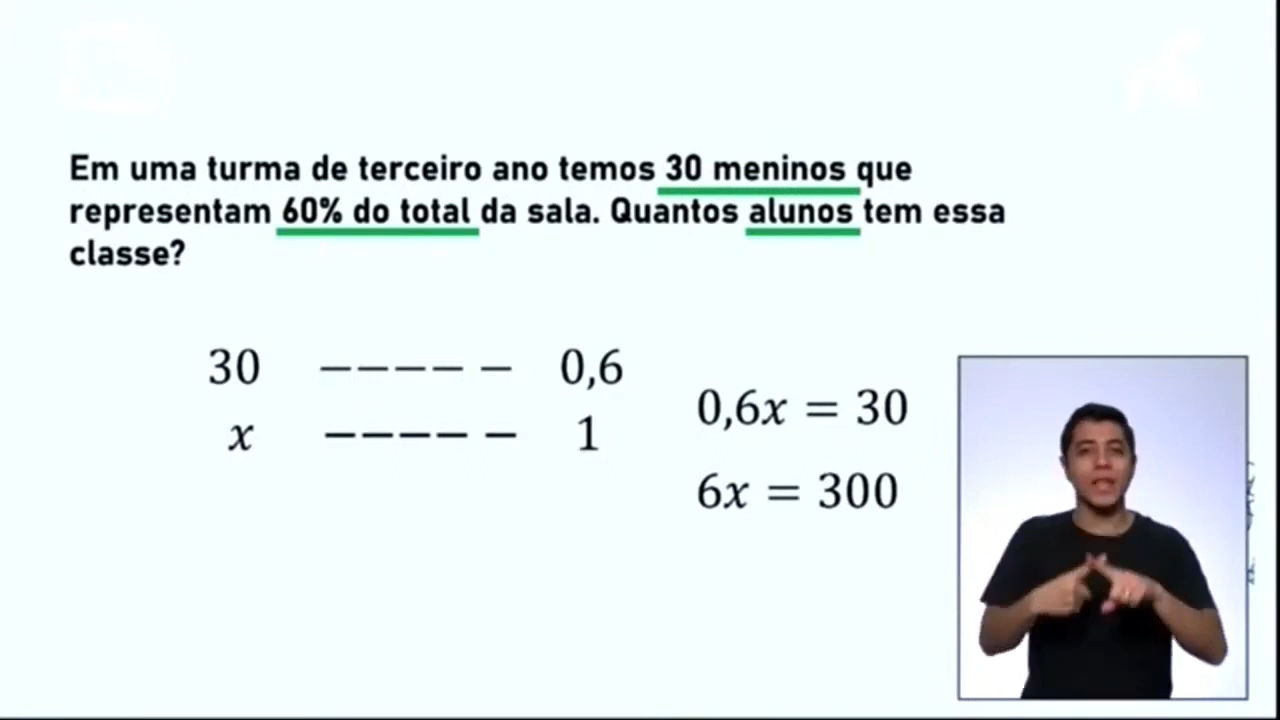 Em uma turma de terceiro ano temos 30 meninos que
representam 60% do total da sala. Quantos alunos tem essa
classe?
30 ————— 0,6
x ————— 1
0,6x = 30
6x = 300